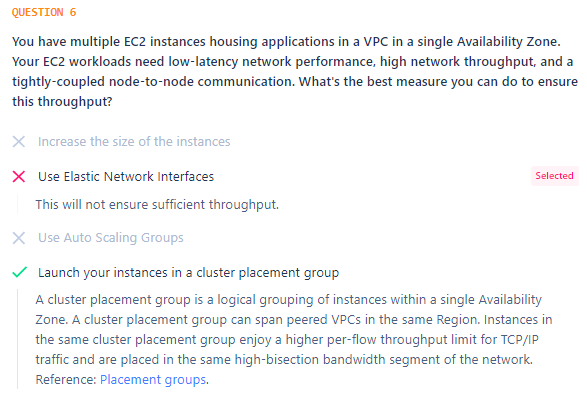 QUESTION 6
You have multiple EC2 instances housing applications in a VPC in a single Availability Zone.
Your EC2 workloads need low-latency network performance, high network throughput, and a
tightly-coupled node-to-node communication. What's the best measure you can do to ensure
this throughput?
Increase the size of the instances
Use Elastic Network Interfaces
Selected
This will not ensure sufficient throughput.
Use Auto Scaling Groups
Launch your instances in a cluster placement group
A cluster placement group is a logical grouping of instances within a single Availability
Zone. A cluster placement group can span peered VPCs in the same Region. Instances in
the same cluster placement group enjoy a higher per-flow throughput limit for TCP/IP
traffic and are placed in the same high-bisection bandwidth segment of the network.
Reference: Placement groups.